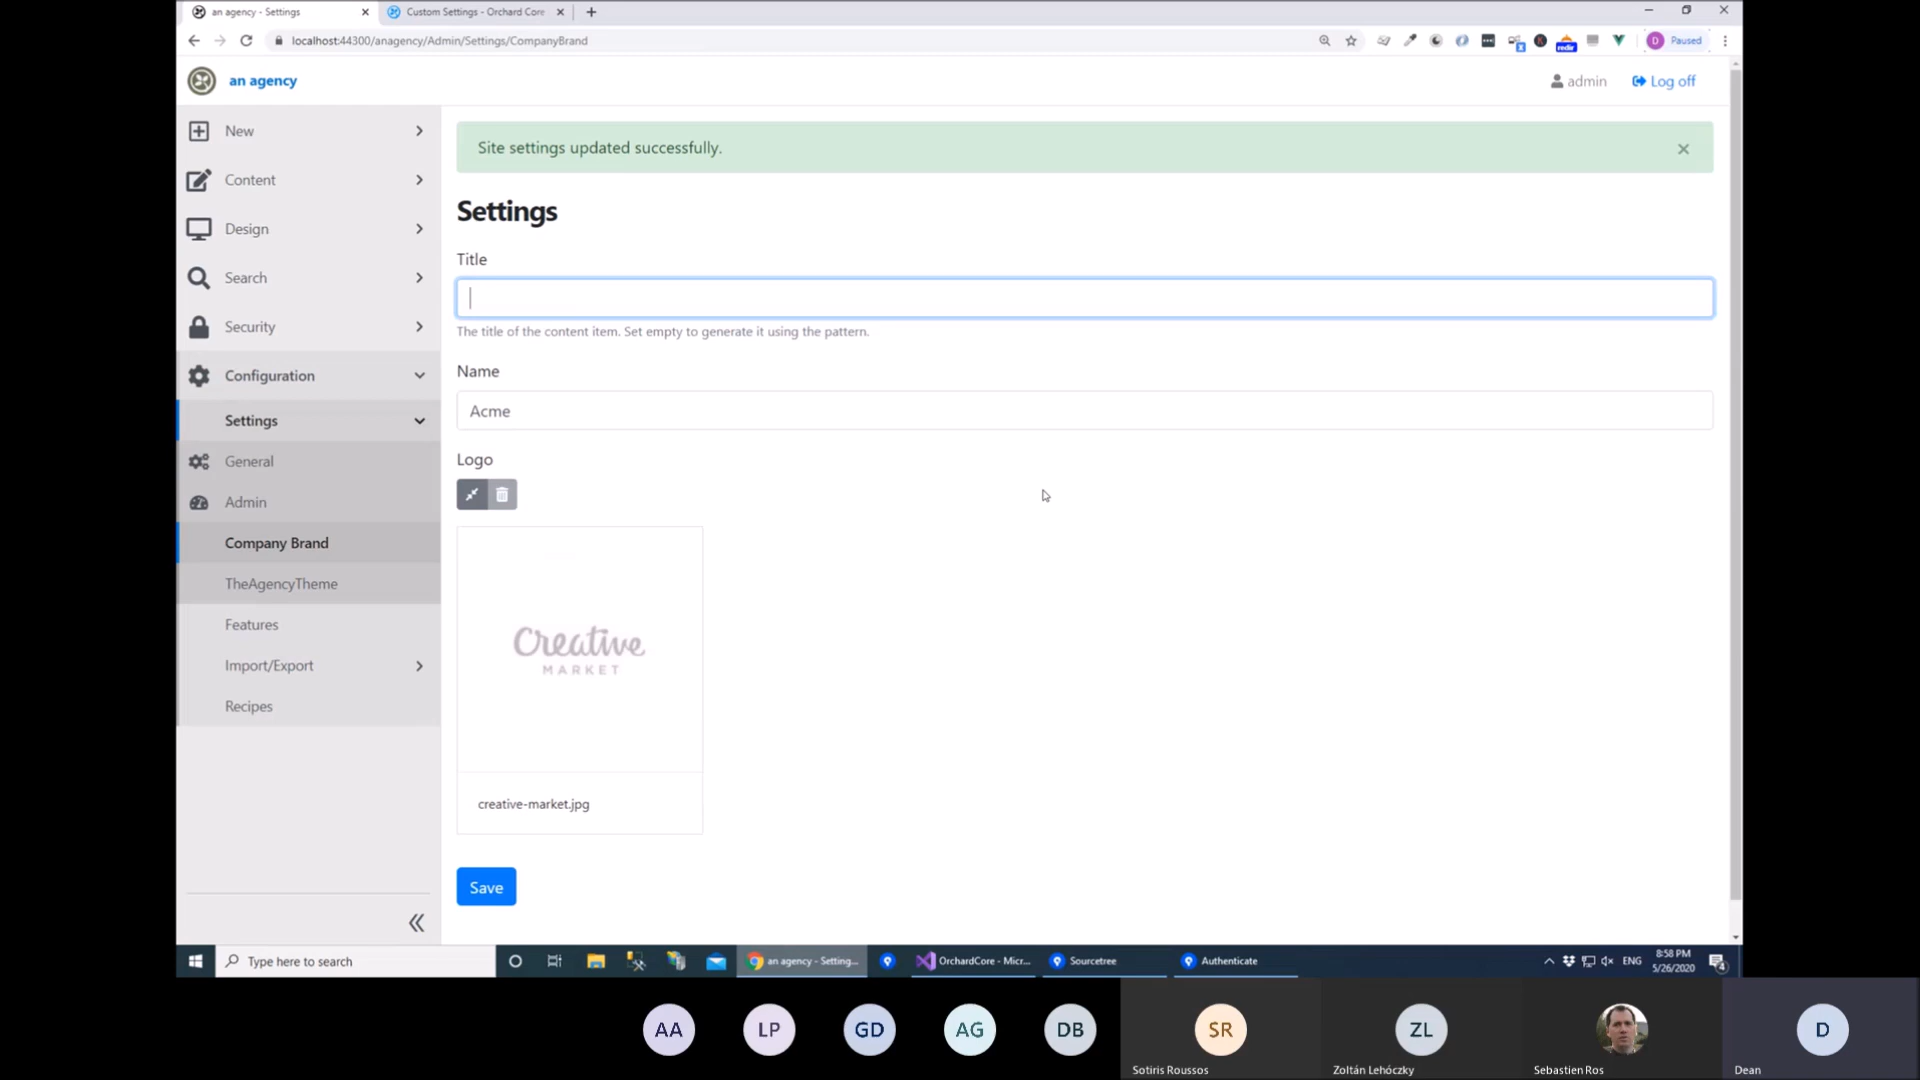 an agency - Settings
Custom Settings - Orchard Core
localhost:44300/anagency/Admin/Settings/CompanyBrand
redir
D Paused
an agency
admin
Log off
New
Content
Design
Search
Security
Configuration
Settings
General
Admin
Company Brand
TheAgencyTheme
Features
Import/Export
Recipes
Site settings updated successfully.
Settings
Title
The title of the content item. Set empty to generate it using the pattern.
Name
Acme
Logo
Creative
MARKET
creative-market.jpg
Save
Type here to search
an agency - Setting...
OrchardCore - Micr...
Sourcetree
Authenticate
ENG
8:58 PM
5/26/2020
4
AA
LP
GD
AG
DB
SR
ZL
D
Sotiris Roussos
Zoltán Lehóczky
Sebastien Ros
Dean